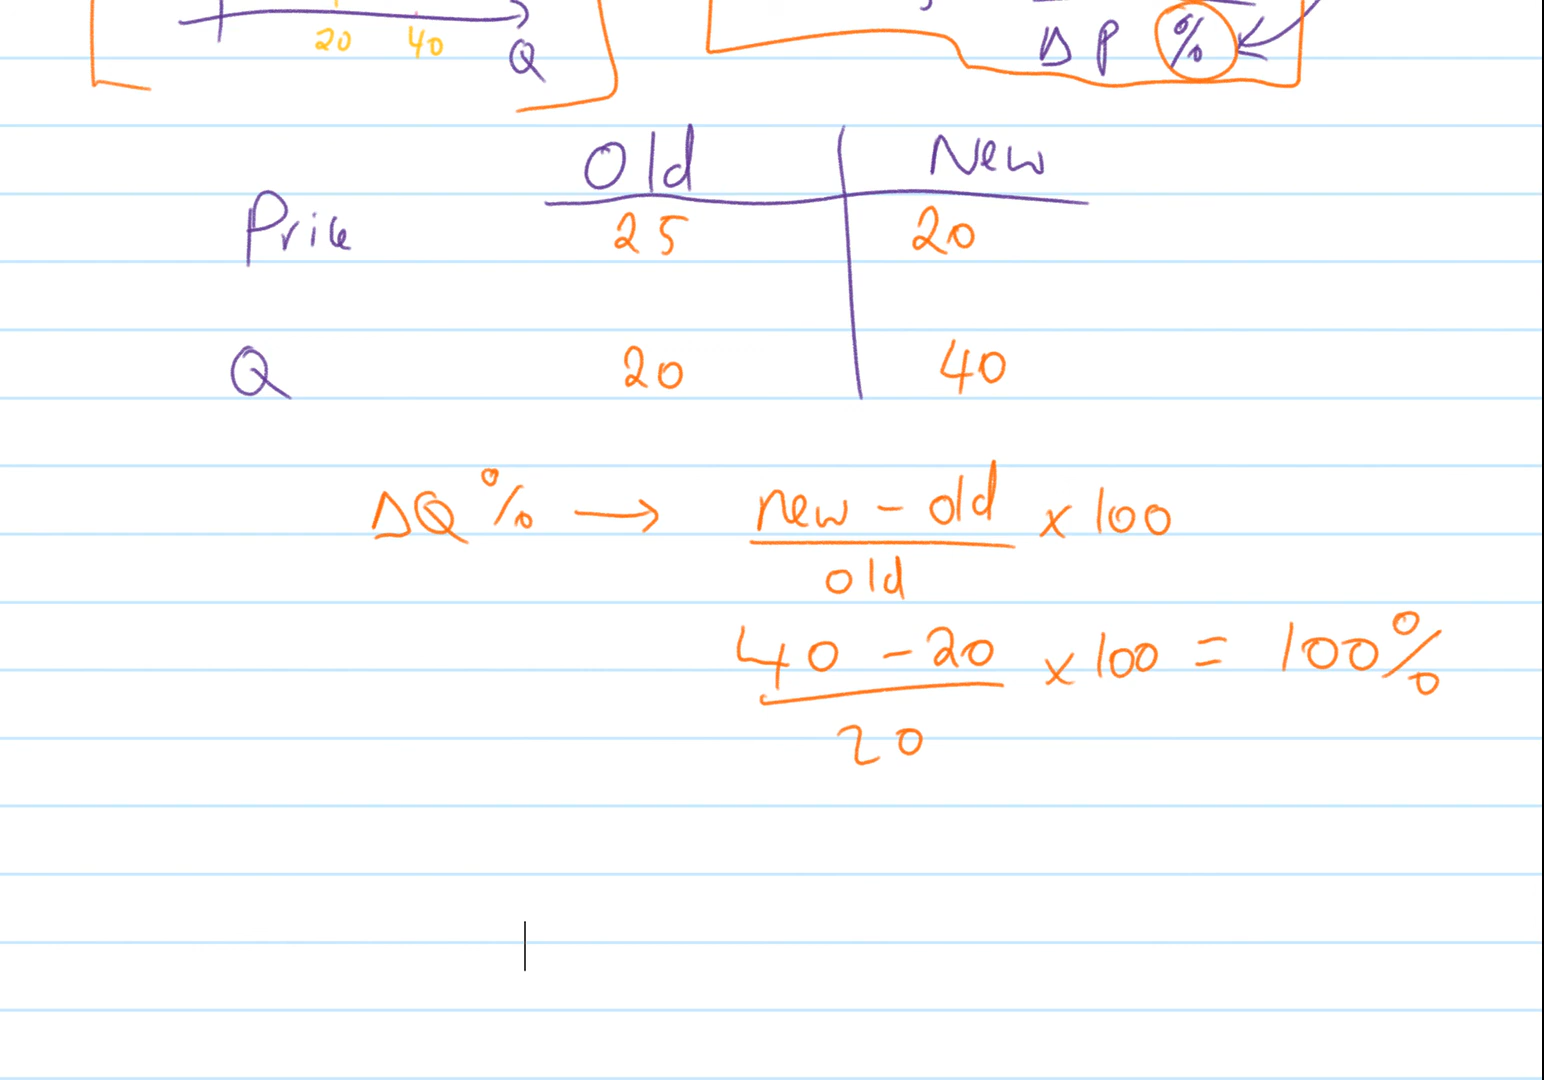 20 40 Q
Δ P %
Old New
Price 25 20
Q 20 40
ΔQ % → new - old x 100
old
40 - 20 x 100 = 100%
20